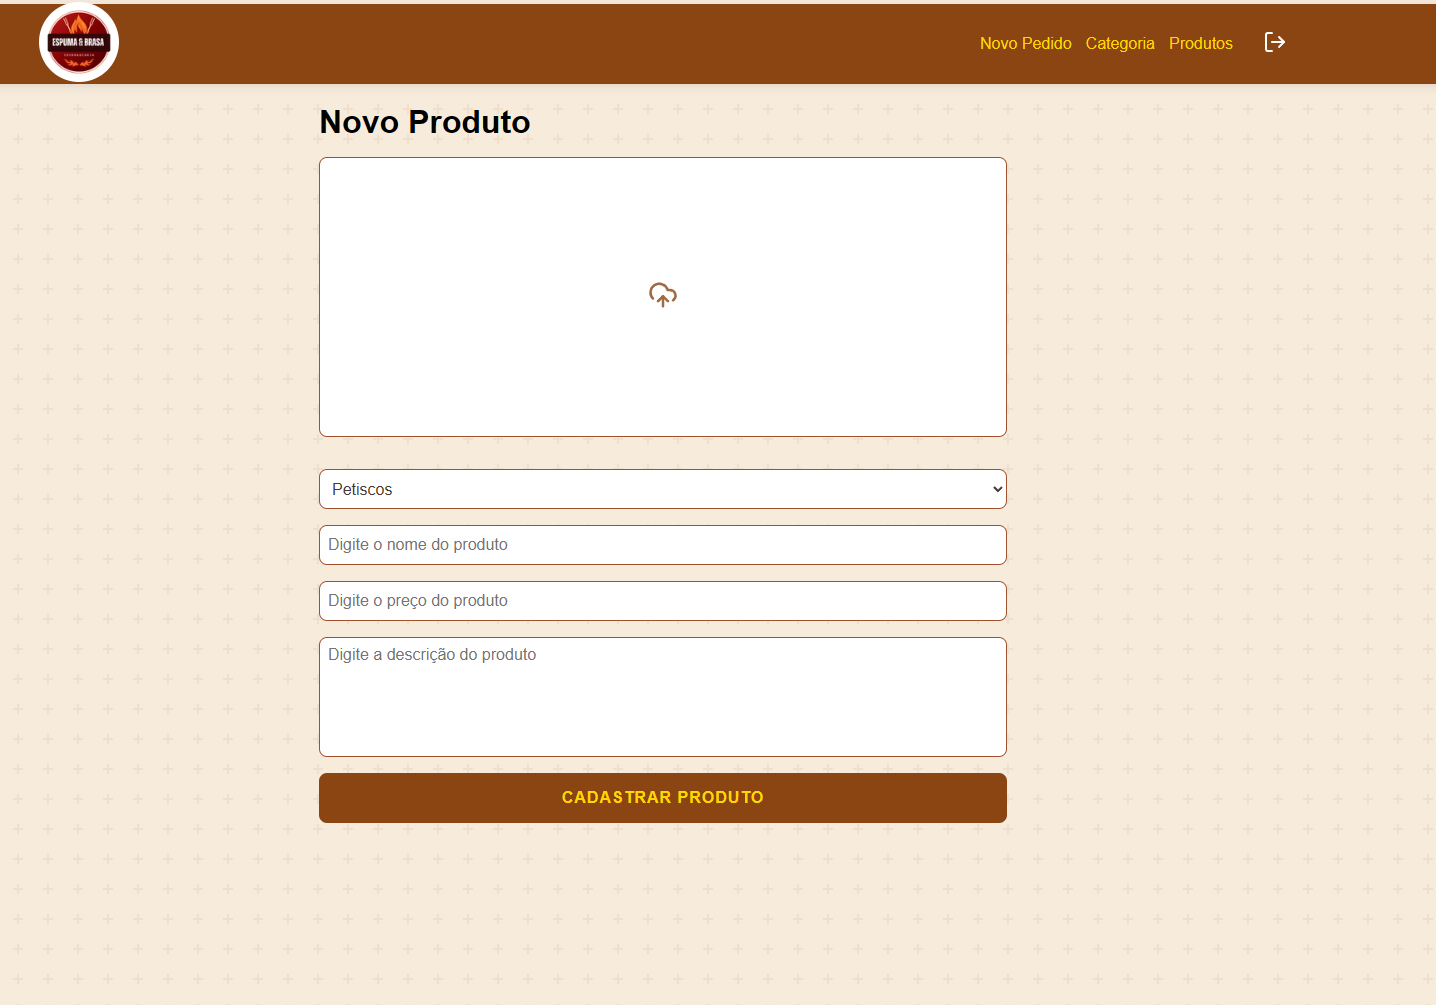 ESPUMA & BRASA
Novo Pedido Categoria Produtos
Novo Produto
Petiscos
Digite o nome do produto
Digite o preço do produto
Digite a descrição do produto
CADASTRAR PRODUTO